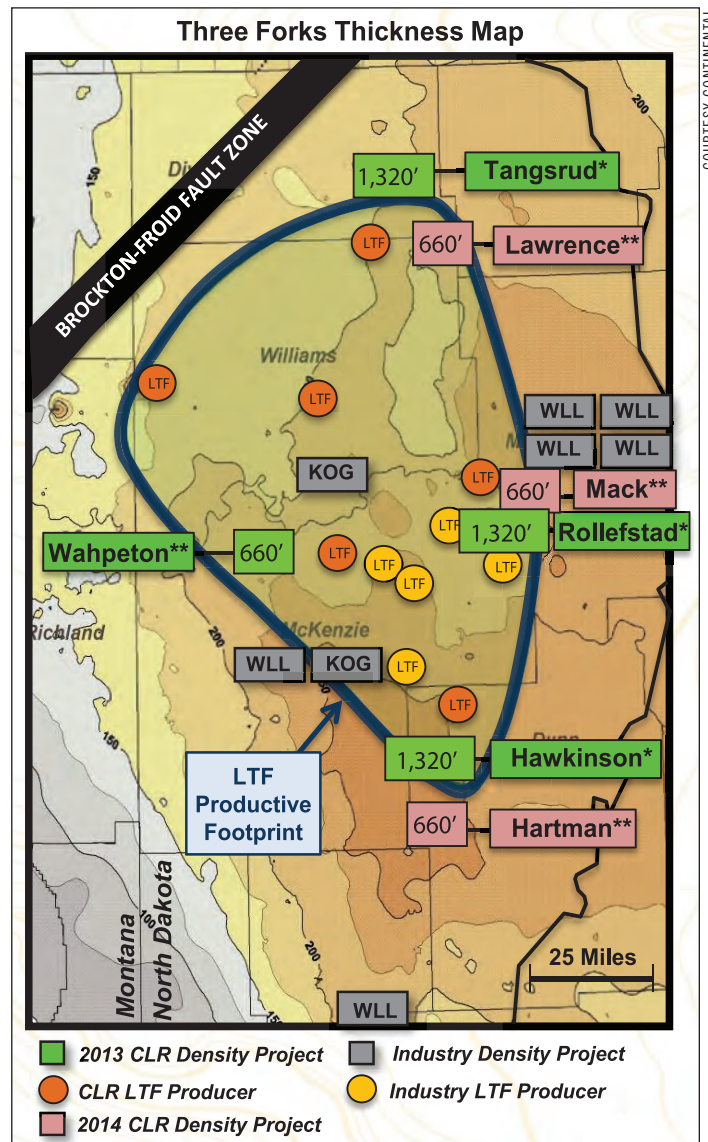 Three Forks Thickness Map
COURTESY CONTINENTAL
BROCKTON-FROID FAULT ZONE
200
150
1,320’
Tangsrud*
LTF
660’
Lawrence**
Williams
LTF
LTF
WLL
WLL
WLL
WLL
KOG
LTF
660’
Mack**
LTF
1,320’
Rollefstad*
Wahpeton**
660’
LTF
LTF
LTF
LTF
Richland
McKenzie
200
WLL
KOG
LTF
LTF
LTF
Productive
Footprint
1,320’
Hawkinson*
150
660’
Hartman**
Montana
North Dakota
100
200
25 Miles
WLL
2013 CLR Density Project
Industry Density Project
CLR LTF Producer
Industry LTF Producer
2014 CLR Density Project